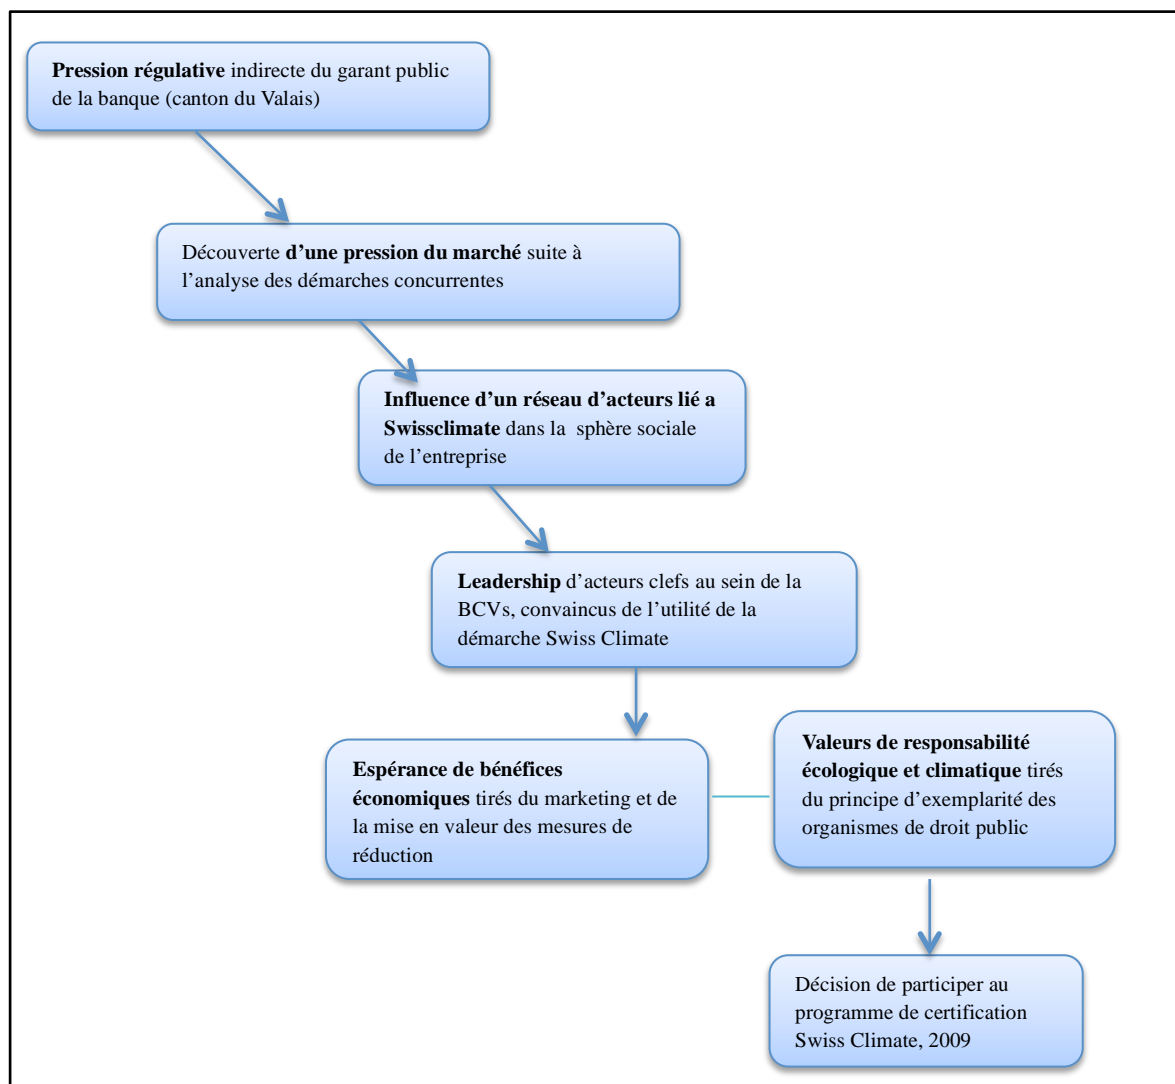 Pression régulative indirecte du garant public
de la banque (canton du Valais)
Découverte d’une pression du marché suite à
l’analyse des démarches concurrentes
Influence d’un réseau d’acteurs lié a
Swissclimate dans la sphère sociale
de l’entreprise
Leadership d’acteurs clefs au sein de la
BCVs, convaincus de l’utilité de la
démarche Swiss Climate
Espérance de bénéfices
économiques tirés du marketing et de
la mise en valeur des mesures de
réduction
Valeurs de responsabilité
écologique et climatique tirés
du principe d’exemplarité des
organismes de droit public
Décision de participer au
programme de certification
Swiss Climate, 2009